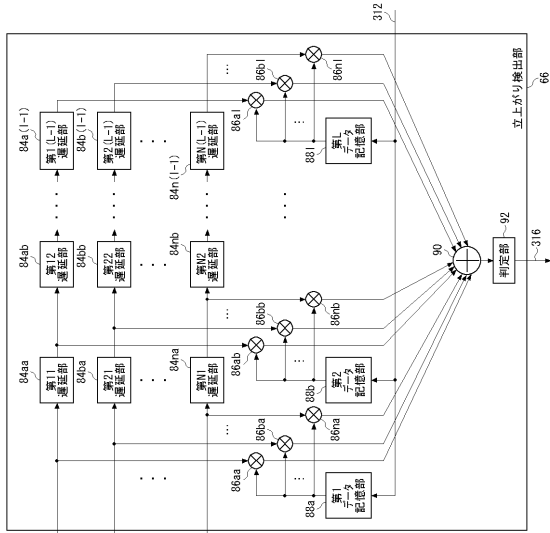 312
立上がり検出部
66
84a(l-1)
第1(L-1)
遅延部
84b(l-1)
第2(L-1)
遅延部
84n(l-1)
第N(L-1)
遅延部
86al
86bl
86nl
88l
第L
データ
記憶部
84ab
第12
遅延部
84bb
第22
遅延部
84nb
第N2
遅延部
86ab
86bb
86nb
88b
第2
データ
記憶部
84aa
第11
遅延部
84ba
第21
遅延部
84na
第N1
遅延部
86aa
86ba
86na
88a
第1
データ
記憶部
90
92
判定部
316